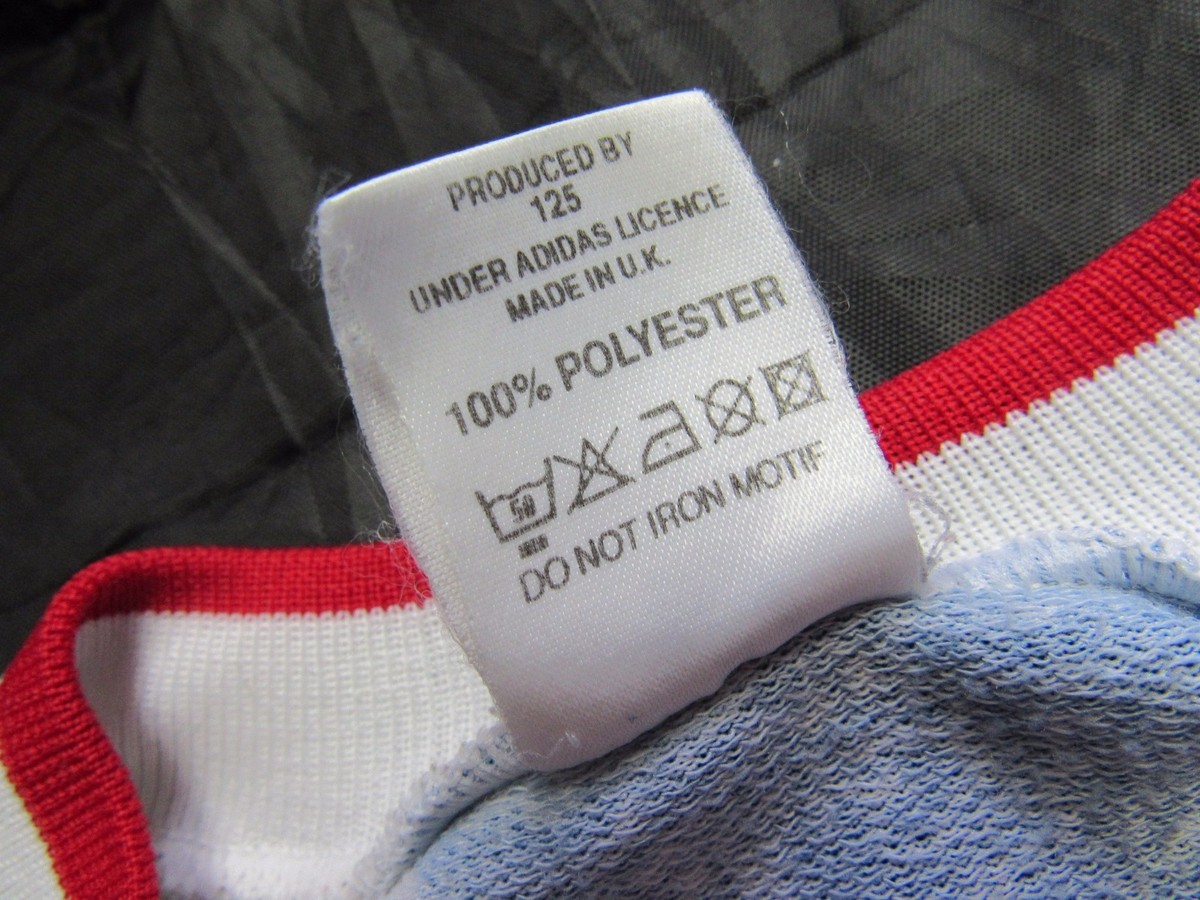 PRODUCED BY
125
UNDER ADIDAS LICENCE
MADE IN U.K.
100% POLYESTER
50
DO NOT IRON MOTIF